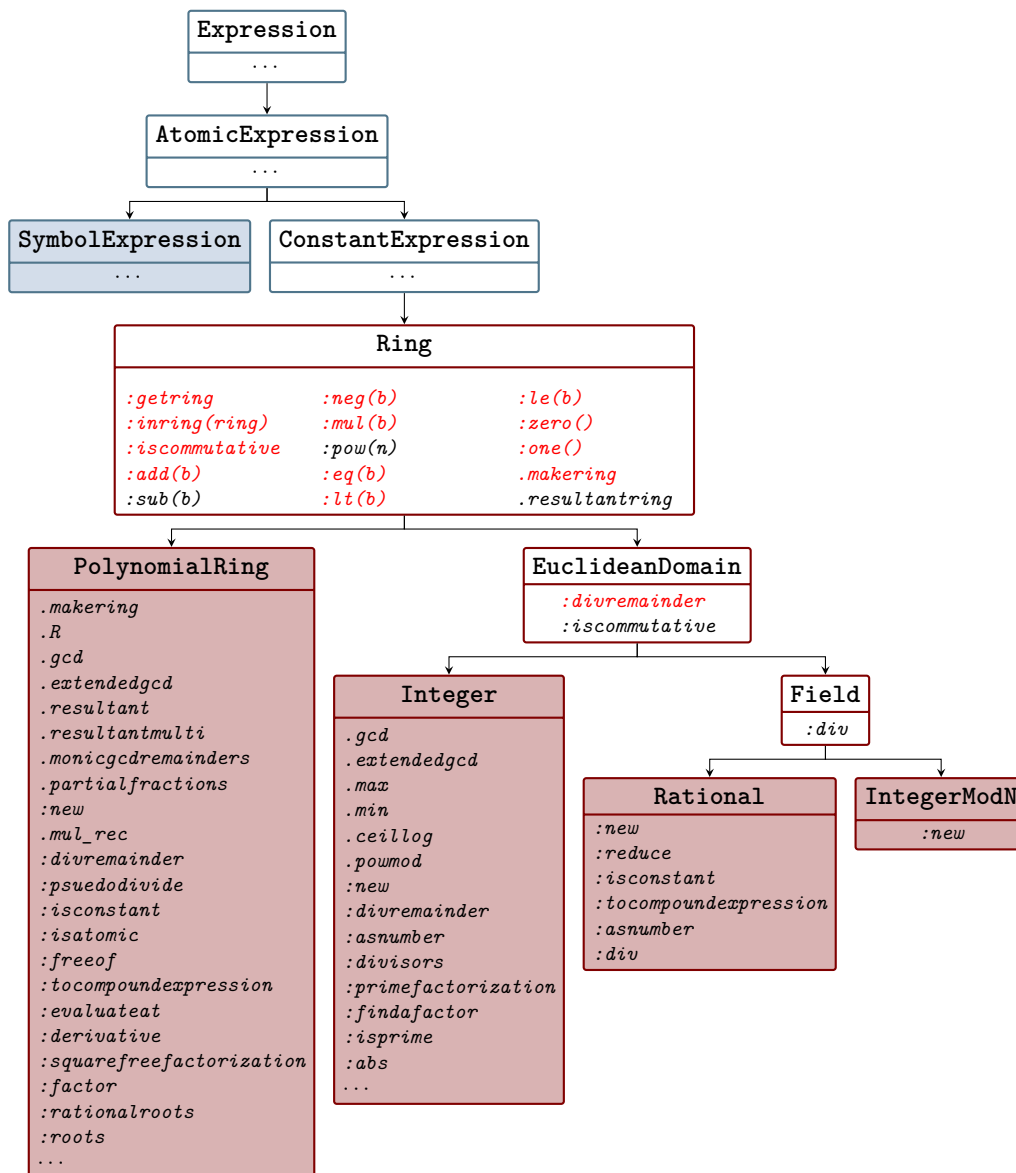 Expression
...
AtomicExpression
...
SymbolExpression
...
ConstantExpression
...
Ring
:getring :neg(b) :le(b)
:inring(ring) :mul(b) :zero()
:iscommutative :pow(n) :one()
:add(b) :eq(b) .makering
:sub(b) :lt(b) .resultantring
PolynomialRing
.makering
.R
.gcd
.extendedgcd
.resultant
.resultantmulti
.monicgcdremainders
.partialfractions
:new
.mul_rec
:divremainder
:psuedodivide
:isconstant
:isatomic
:freeof
:tocompoundexpression
:evaluateat
:derivative
:squarefreefactorization
:factor
:rationalroots
:roots
...
EuclideanDomain
:divremainder
:iscommutative
Integer
.gcd
.extendedgcd
.max
.min
.ceillog
.powmod
:new
:divremainder
:asnumber
:divisors
:primefactorization
:findafactor
:isprime
:abs
...
Field
:div
Rational
:new
:reduce
:isconstant
:tocompoundexpression
:asnumber
:div
IntegerModN
:new